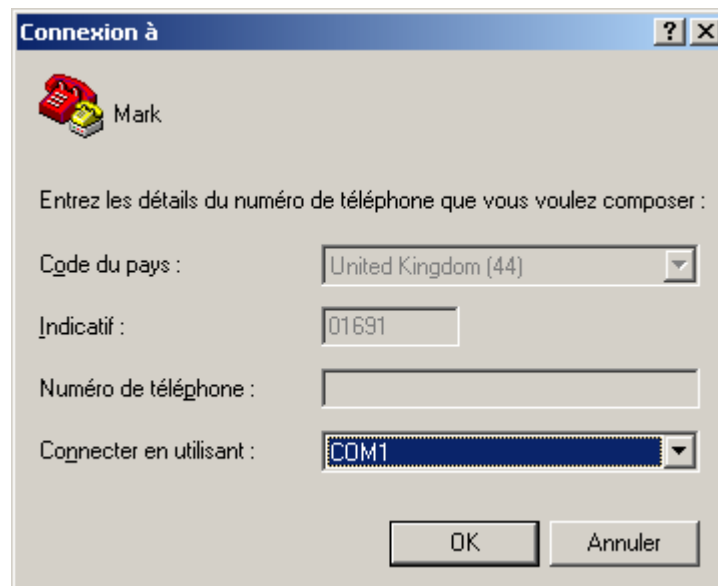 Connexion à
Mark
Entrez les détails du numéro de téléphone que vous voulez composer :
Code du pays : United Kingdom (44)
Indicatif : 01691
Numéro de téléphone :
Connecter en utilisant : COM1
OK Annuler